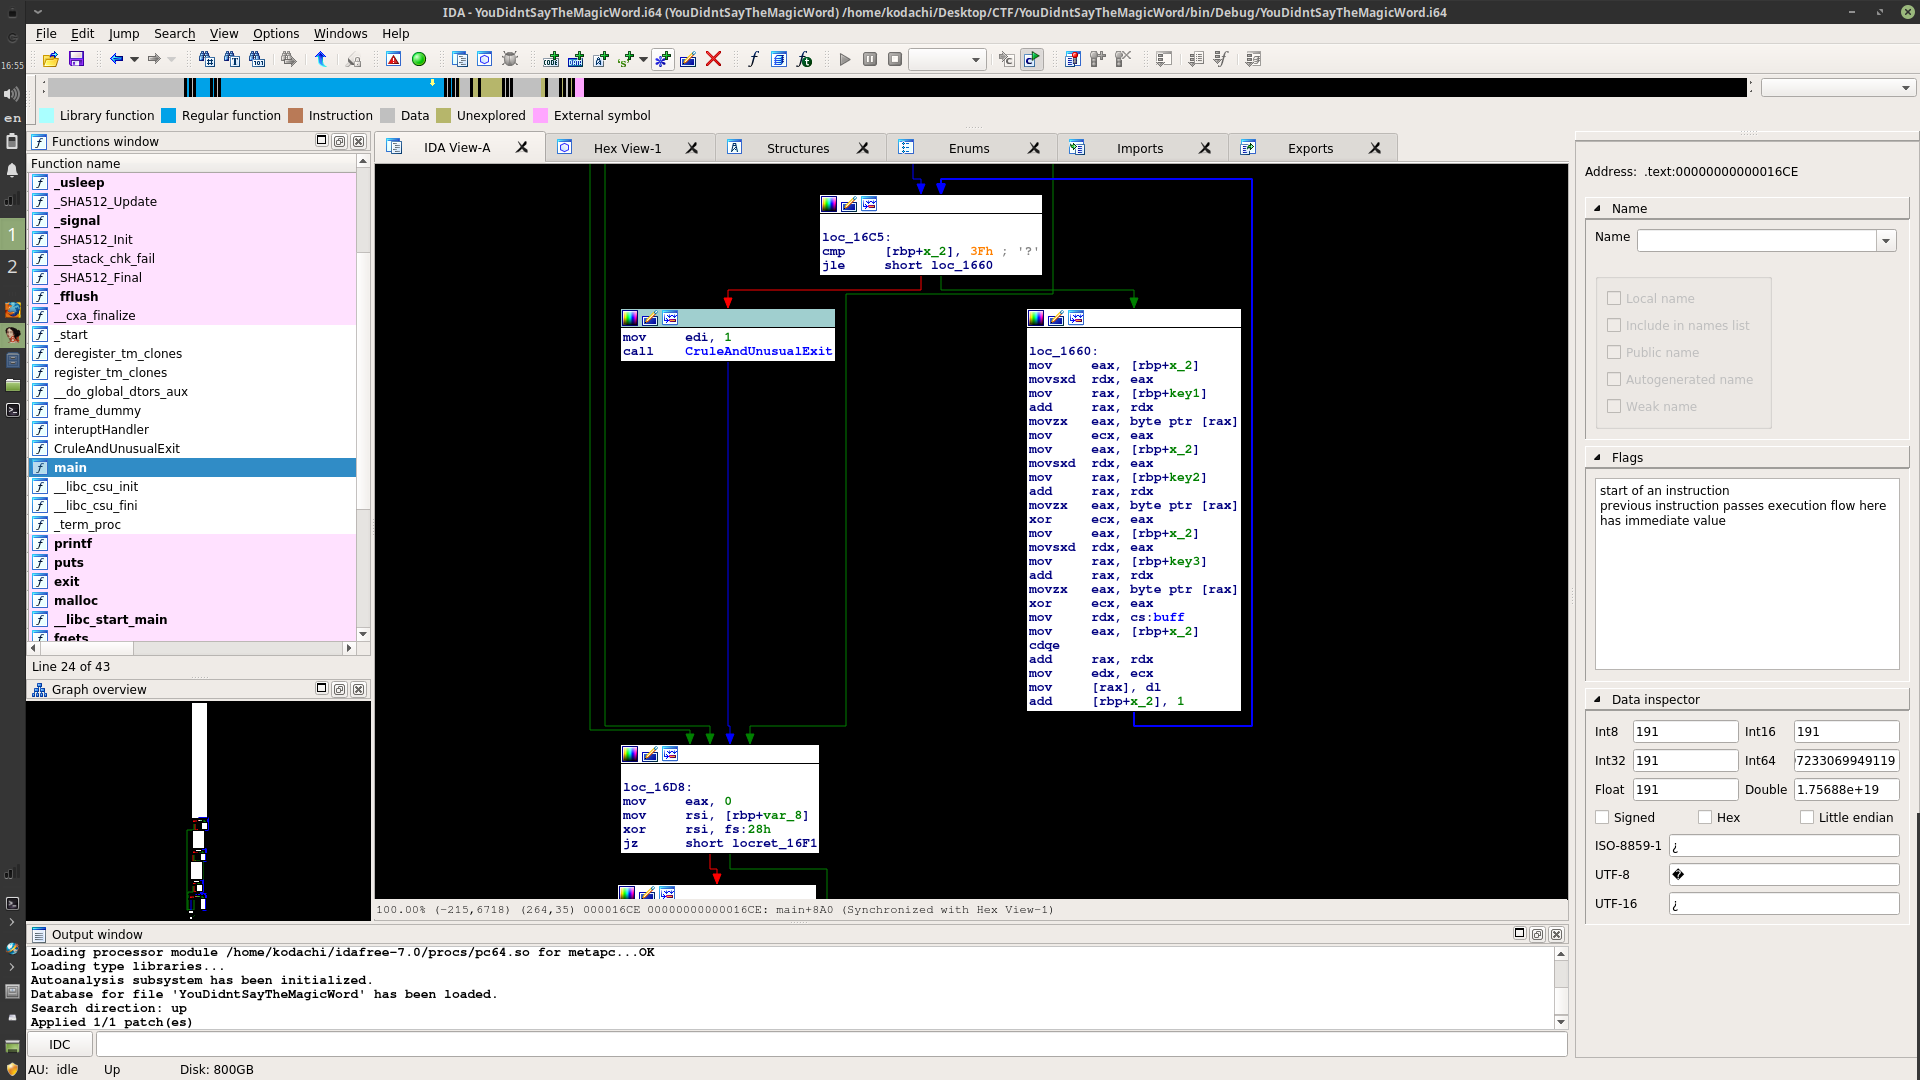 IDA - YouDidntSayTheMagicWord.i64 (YouDidntSayTheMagicWord) /home/kodachi/Desktop/CTF/YouDidntSayTheMagicWord/bin/Debug/YouDidntSayTheMagicWord.i64
File Edit Jump Search View Options Windows Help
16:55
en
1
2
Library function Regular function Instruction Data Unexplored External symbol
Functions window
Function name
_usleep
_SHA512_Update
_signal
_SHA512_Init
___stack_chk_fail
_SHA512_Final
_fflush
__cxa_finalize
_start
deregister_tm_clones
register_tm_clones
__do_global_dtors_aux
frame_dummy
interuptHandler
CruleAndUnusualExit
main
__libc_csu_init
__libc_csu_fini
_term_proc
printf
puts
exit
malloc
__libc_start_main
fgets
Line 24 of 43
Graph overview
IDA View-A Hex View-1 Structures Enums Imports Exports
loc_16C5:
cmp [rbp+x_2], 3Fh ; '?'
jle short loc_1660
mov edi, 1
call CruleAndUnusualExit
loc_1660:
mov eax, [rbp+x_2]
movsxd rdx, eax
mov rax, [rbp+key1]
add rax, rdx
movzx eax, byte ptr [rax]
mov ecx, eax
mov eax, [rbp+x_2]
movsxd rdx, eax
mov rax, [rbp+key2]
add rax, rdx
movzx eax, byte ptr [rax]
xor ecx, eax
mov eax, [rbp+x_2]
movsxd rdx, eax
mov rax, [rbp+key3]
add rax, rdx
movzx eax, byte ptr [rax]
xor ecx, eax
mov rdx, cs:buff
mov eax, [rbp+x_2]
cdqe
add rax, rdx
mov edx, ecx
mov [rax], dl
add [rbp+x_2], 1
loc_16D8:
mov eax, 0
mov rsi, [rbp+var_8]
xor rsi, fs:28h
jz short locret_16F1
100.00% (-215,6718) (264,35) 000016CE 00000000000016CE: main+8A0 (Synchronized with Hex View-1)
Address: .text:00000000000016CE
Name
Name
Local name
Include in names list
Public name
Autogenerated name
Weak name
Flags
start of an instruction
previous instruction passes execution flow here
has immediate value
Data inspector
Int8 191 Int16 191
Int32 191 Int64 7233069949119
Float 191 Double 1.75688e+19
Signed Hex Little endian
ISO-8859-1 ¿
UTF-8 �
UTF-16 ¿
Output window
Loading processor module /home/kodachi/idafree-7.0/procs/pc64.so for metapc...OK
Loading type libraries...
Autoanalysis subsystem has been initialized.
Database for file 'YouDidntSayTheMagicWord' has been loaded.
Search direction: up
Applied 1/1 patch(es)
IDC
AU: idle Up Disk: 800GB